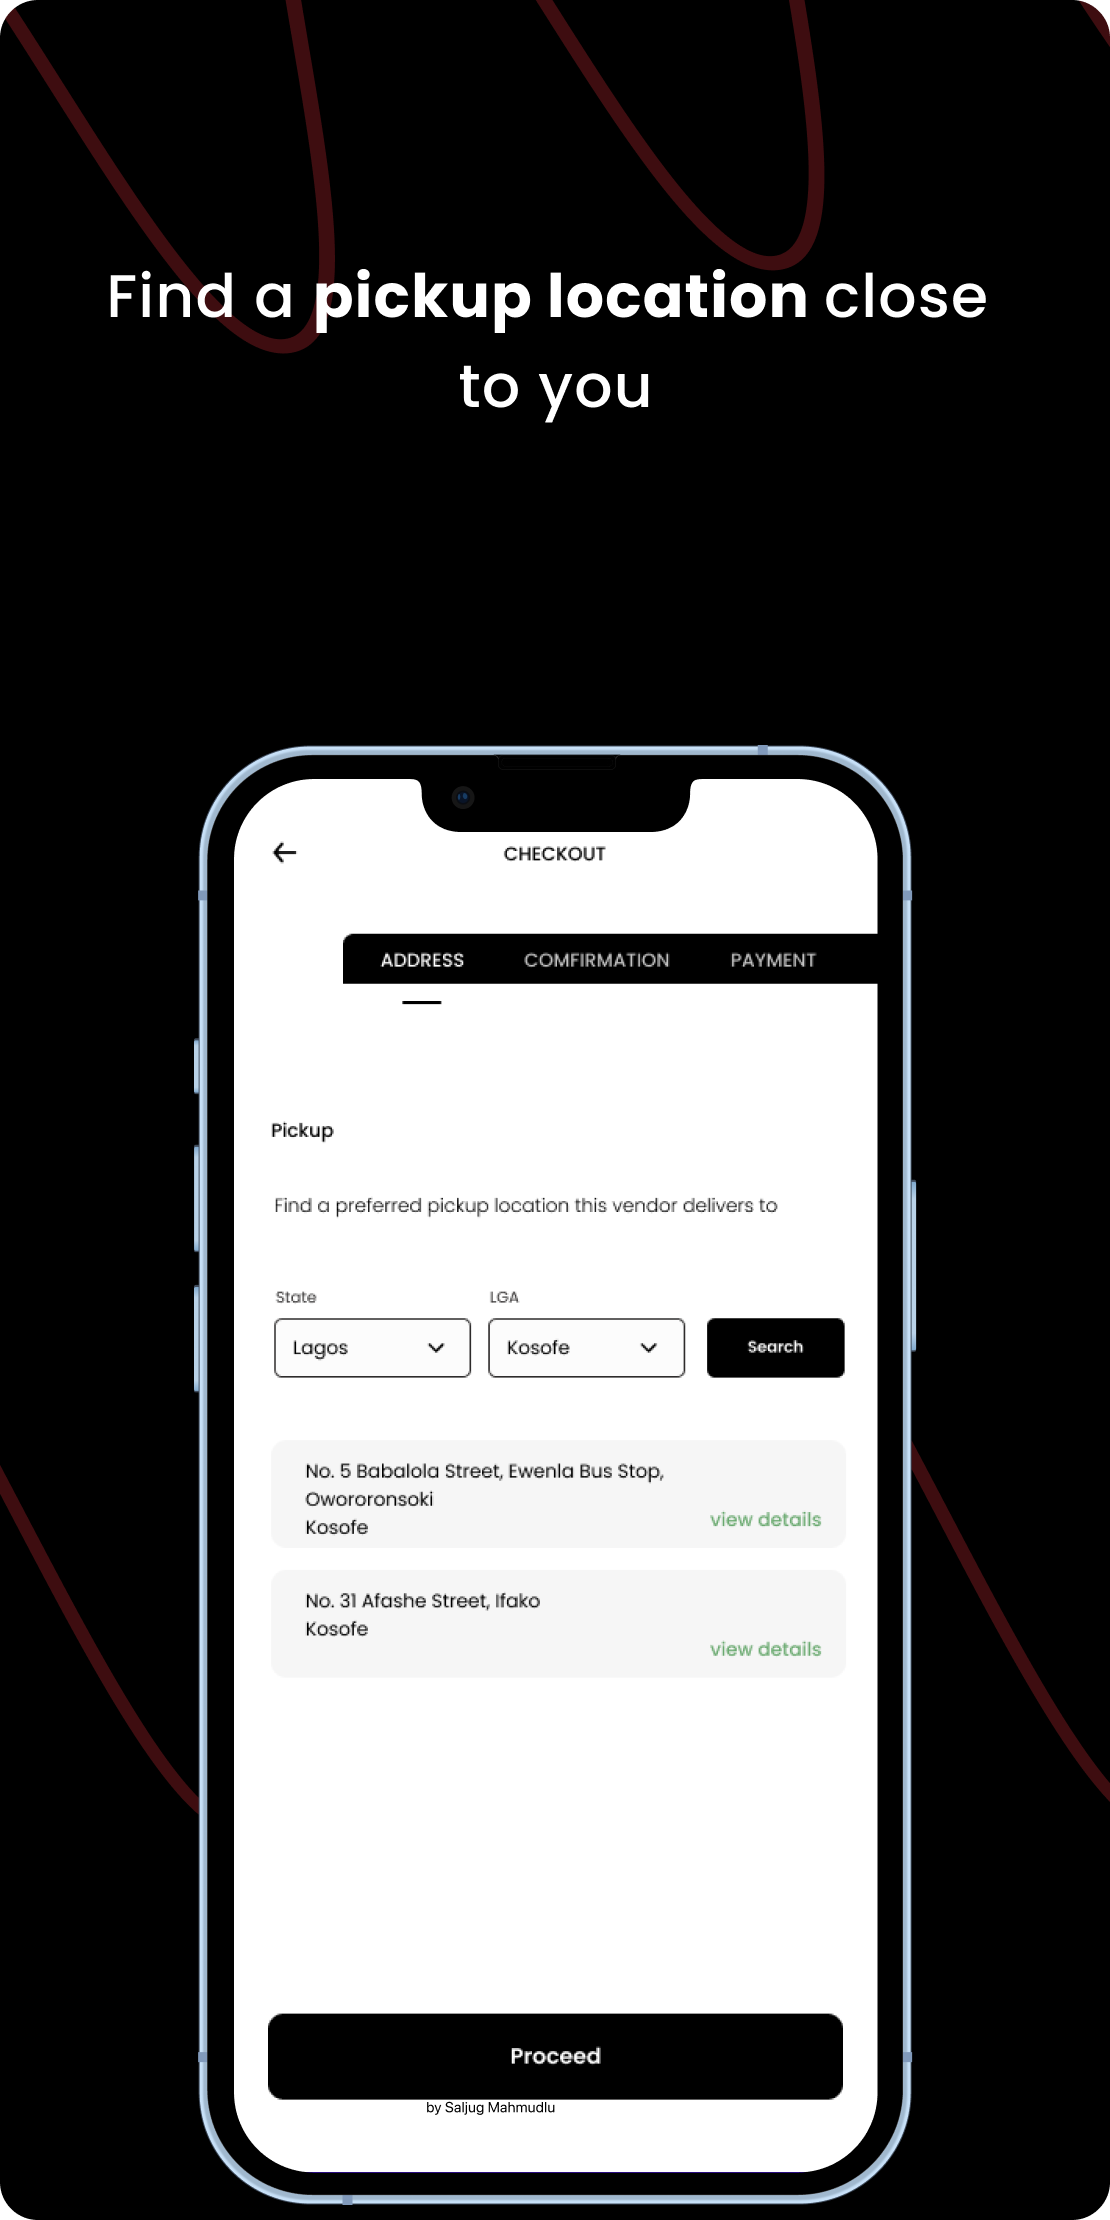 Find a pickup location close
to you
CHECKOUT
ADDRESS COMFIRMATION PAYMENT
Pickup
Find a preferred pickup location this vendor delivers to
State LGA
Lagos Kosofe Search
No. 5 Babalola Street, Ewenla Bus Stop,
Owororonsoki
Kosofe
view details
No. 31 Afashe Street, Ifako
Kosofe
view details
Proceed
by Saljug Mahmudlu